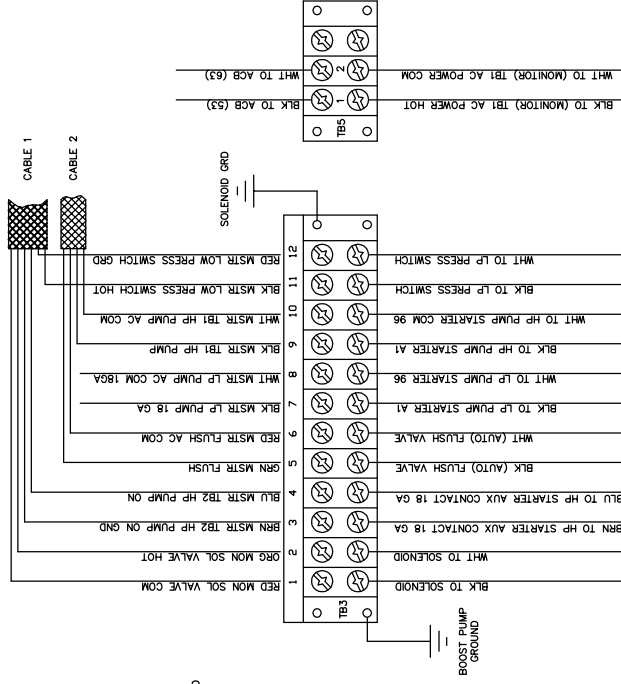 WHT TO ACB (63)
2
WHT TO (MONITOR) TB1 AC POWER COM
BLK TO ACB (53)
1
BLK TO (MONITOR) TB1 AC POWER HOT
TB5
CABLE 1
CABLE 2
SOLENOID GRD
RED MSTR LOW PRESS SWITCH GRD
12
WHT TO LP PRESS SWITCH
BLK MSTR LOW PRESS SWITCH HOT
11
BLK TO LP PRESS SWITCH
WHT MSTR TB1 HP PUMP AC COM
10
WHT TO HP PUMP STARTER COM 96
BLK MSTR TB1 HP PUMP
9
BLK TO HP PUMP STARTER A1
WHT MSTR LP PUMP AC COM 18GA
8
WHT TO LP PUMP STARTER 96
BLK MSTR LP PUMP 18 GA
7
BLK TO LP PUMP STARTER A1
RED MSTR FLUSH AC COM
6
WHT (AUTO) FLUSH VALVE
GRN MSTR FLUSH
5
BLK (AUTO) FLUSH VALVE
BLU MSTR TB2 HP PUMP ON
4
BLU TO HP STARTER AUX CONTACT 18 GA
BRN MSTR TB2 HP PUMP ON GND
3
BRN TO HP STARTER AUX CONTACT 18 GA
ORG MON SOL VALVE HOT
2
WHT TO SOLENOID
RED MON SOL VALVE COM
1
BLK TO SOLENOID
TB3
BOOST PUMP
GROUND